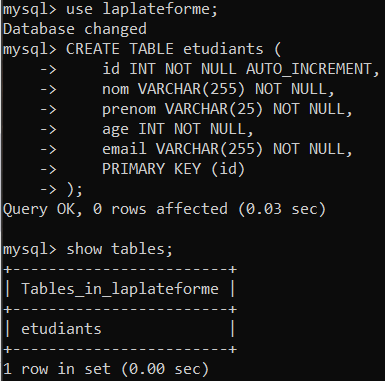 mysql> use laplateforme;
Database changed
mysql> CREATE TABLE etudiants (
    ->     id INT NOT NULL AUTO_INCREMENT,
    ->     nom VARCHAR(255) NOT NULL,
    ->     prenom VARCHAR(25) NOT NULL,
    ->     age INT NOT NULL,
    ->     email VARCHAR(255) NOT NULL,
    ->     PRIMARY KEY (id)
    -> );
Query OK, 0 rows affected (0.03 sec)

mysql> show tables;
+------------------------+
| Tables_in_laplateforme |
+------------------------+
| etudiants              |
+------------------------+
1 row in set (0.00 sec)